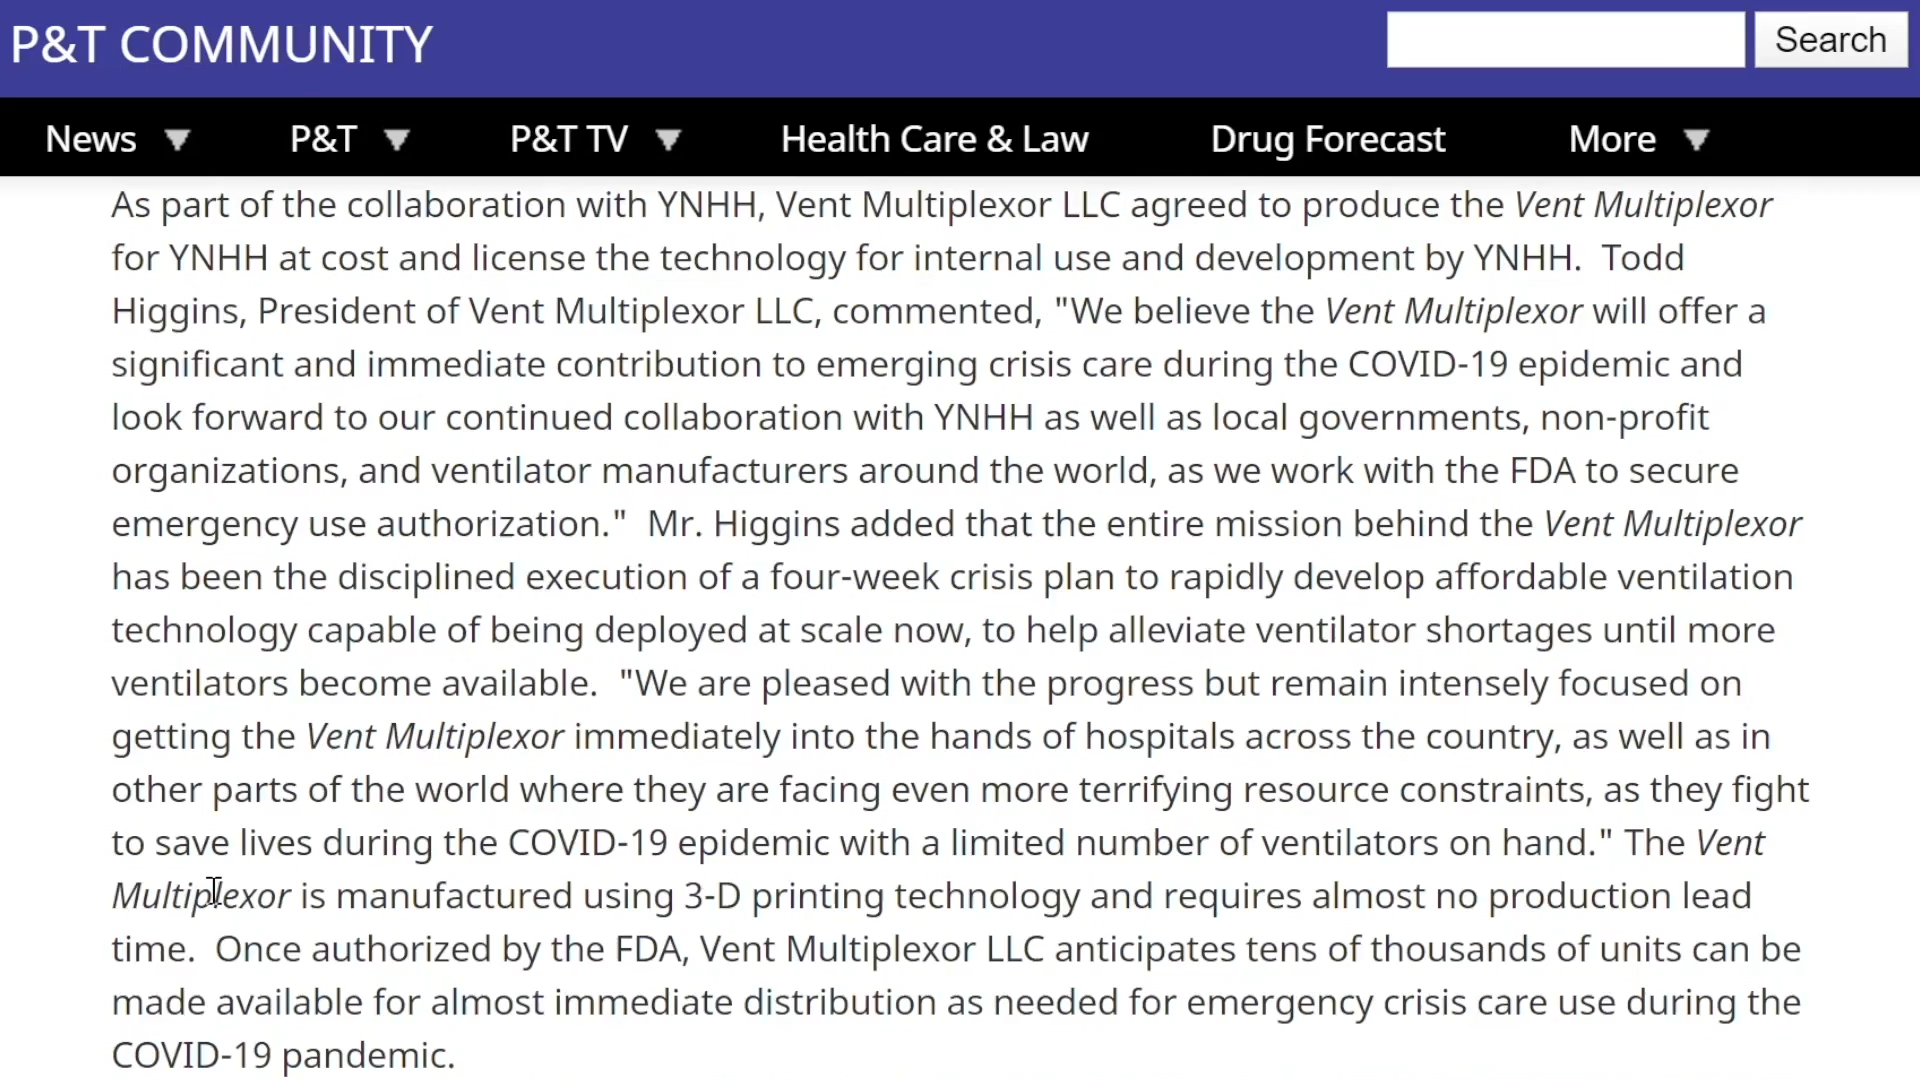 P&T COMMUNITY
Search
News ▼ P&T ▼ P&T TV ▼ Health Care & Law Drug Forecast More ▼
As part of the collaboration with YNHH, Vent Multiplexor LLC agreed to produce the Vent Multiplexor
for YNHH at cost and license the technology for internal use and development by YNHH.  Todd
Higgins, President of Vent Multiplexor LLC, commented, "We believe the Vent Multiplexor will offer a
significant and immediate contribution to emerging crisis care during the COVID-19 epidemic and
look forward to our continued collaboration with YNHH as well as local governments, non-profit
organizations, and ventilator manufacturers around the world, as we work with the FDA to secure
emergency use authorization."  Mr. Higgins added that the entire mission behind the Vent Multiplexor
has been the disciplined execution of a four-week crisis plan to rapidly develop affordable ventilation
technology capable of being deployed at scale now, to help alleviate ventilator shortages until more
ventilators become available.  "We are pleased with the progress but remain intensely focused on
getting the Vent Multiplexor immediately into the hands of hospitals across the country, as well as in
other parts of the world where they are facing even more terrifying resource constraints, as they fight
to save lives during the COVID-19 epidemic with a limited number of ventilators on hand." The Vent
Multiplexor is manufactured using 3-D printing technology and requires almost no production lead
time.  Once authorized by the FDA, Vent Multiplexor LLC anticipates tens of thousands of units can be
made available for almost immediate distribution as needed for emergency crisis care use during the
COVID-19 pandemic.